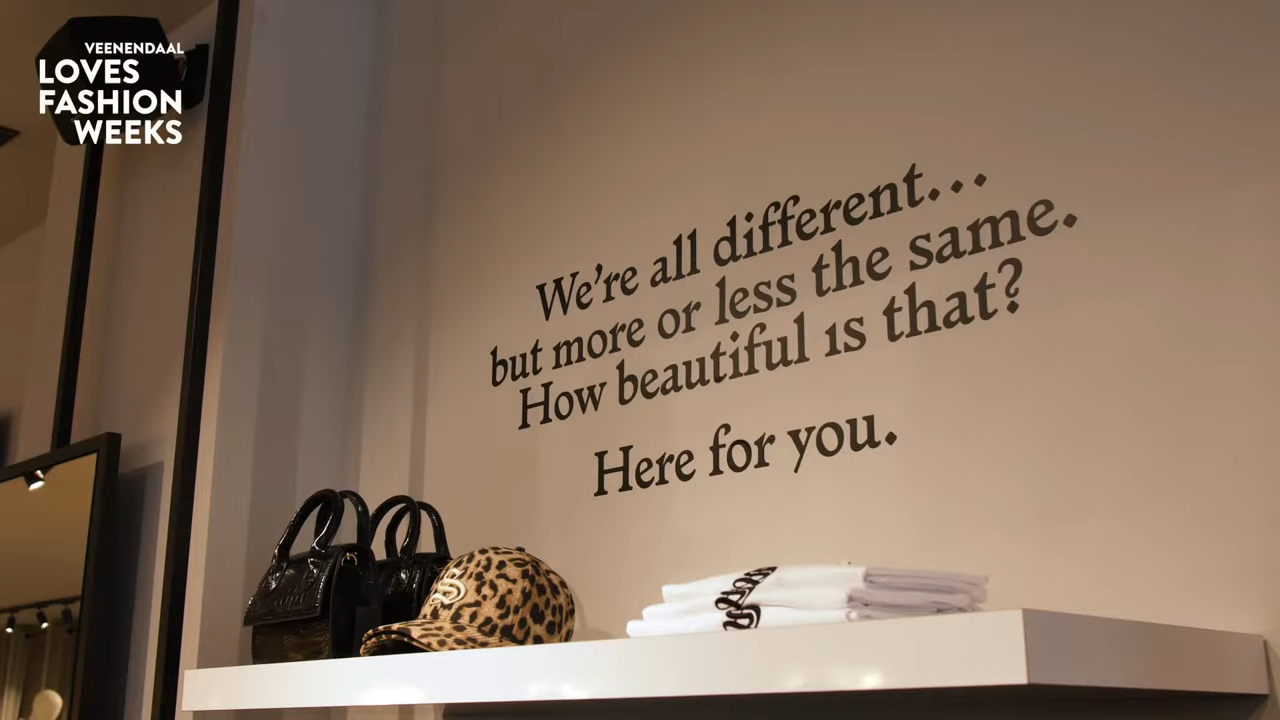 VEENENDAAL
LOVES
FASHION
WEEKS
We're all different...
but more or less the same.
How beautiful is that?
Here for you.
S